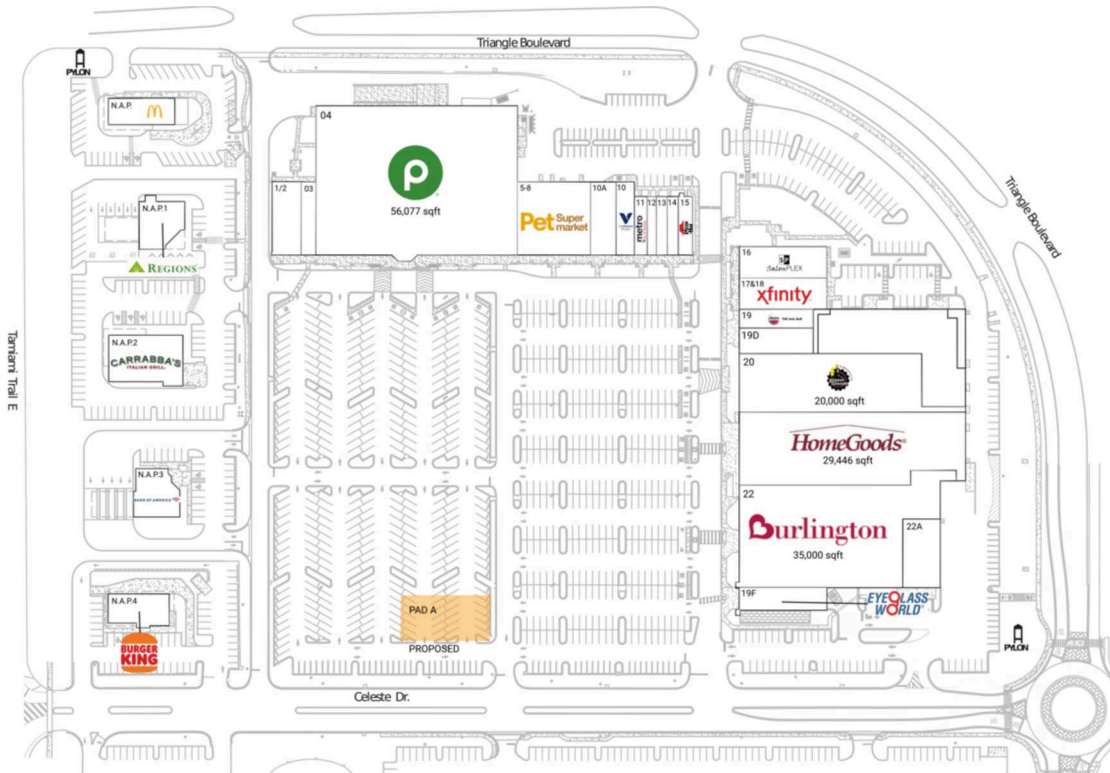 Triangle Boulevard
PYLON
N.A.P.
04
56,077 sqft
1/2
03
5-8
Pet Super
market
10A
10
11
metro
12
13
14
15
N.A.P.1
REGIONS
Triangle Boulevard
16
SalonPLEX
17&18
xfinity
19
19D
Tamiami Trail E
N.A.P.2
CARRABBA'S
ITALIAN GRILL
20
20,000 sqft
HomeGoods
29,446 sqft
N.A.P.3
BANK OF AMERICA
22
Burlington
35,000 sqft
22A
N.A.P.4
BURGER
KING
PAD A
PROPOSED
19F
EYEGLASS
WORLD
PYLON
Celeste Dr.